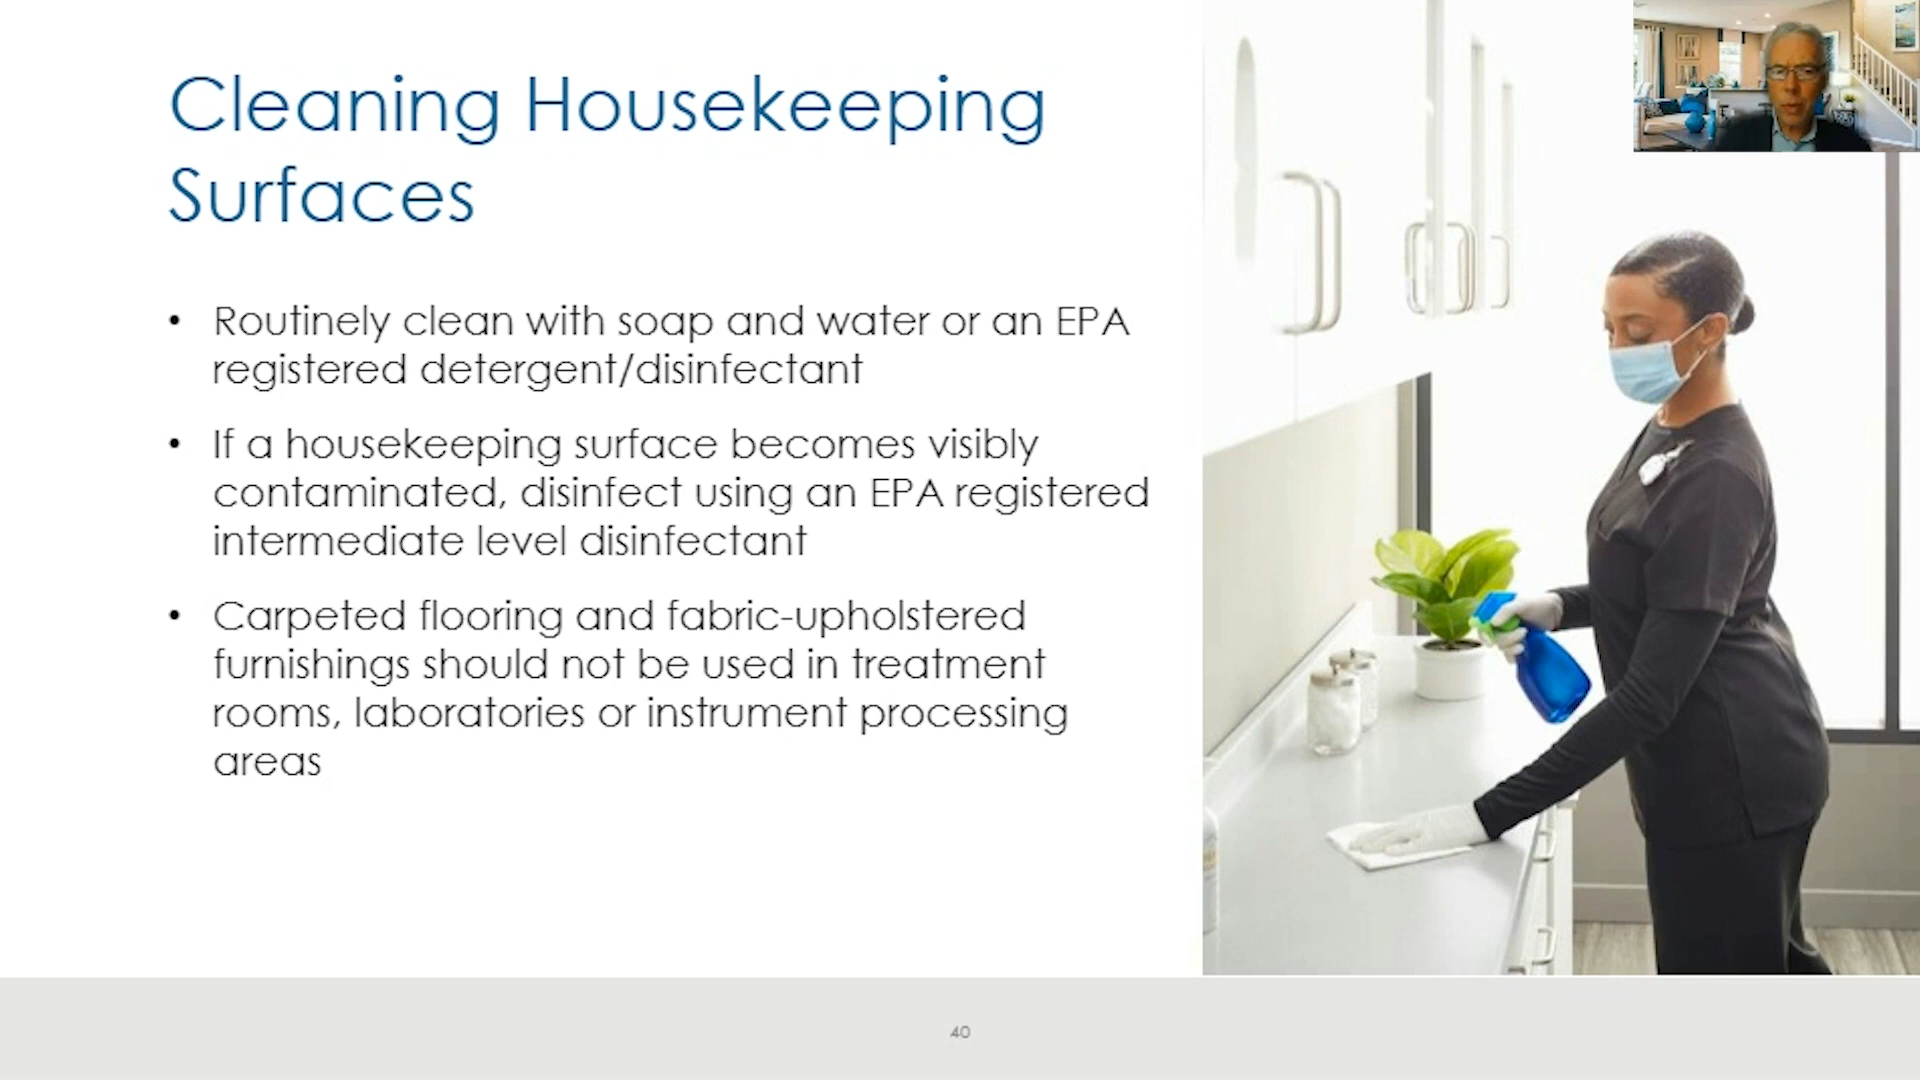 Cleaning Housekeeping
Surfaces
• Routinely clean with soap and water or an EPA
registered detergent/disinfectant
• If a housekeeping surface becomes visibly
contaminated, disinfect using an EPA registered
intermediate level disinfectant
• Carpeted flooring and fabric-upholstered
furnishings should not be used in treatment
rooms, laboratories or instrument processing
areas
40